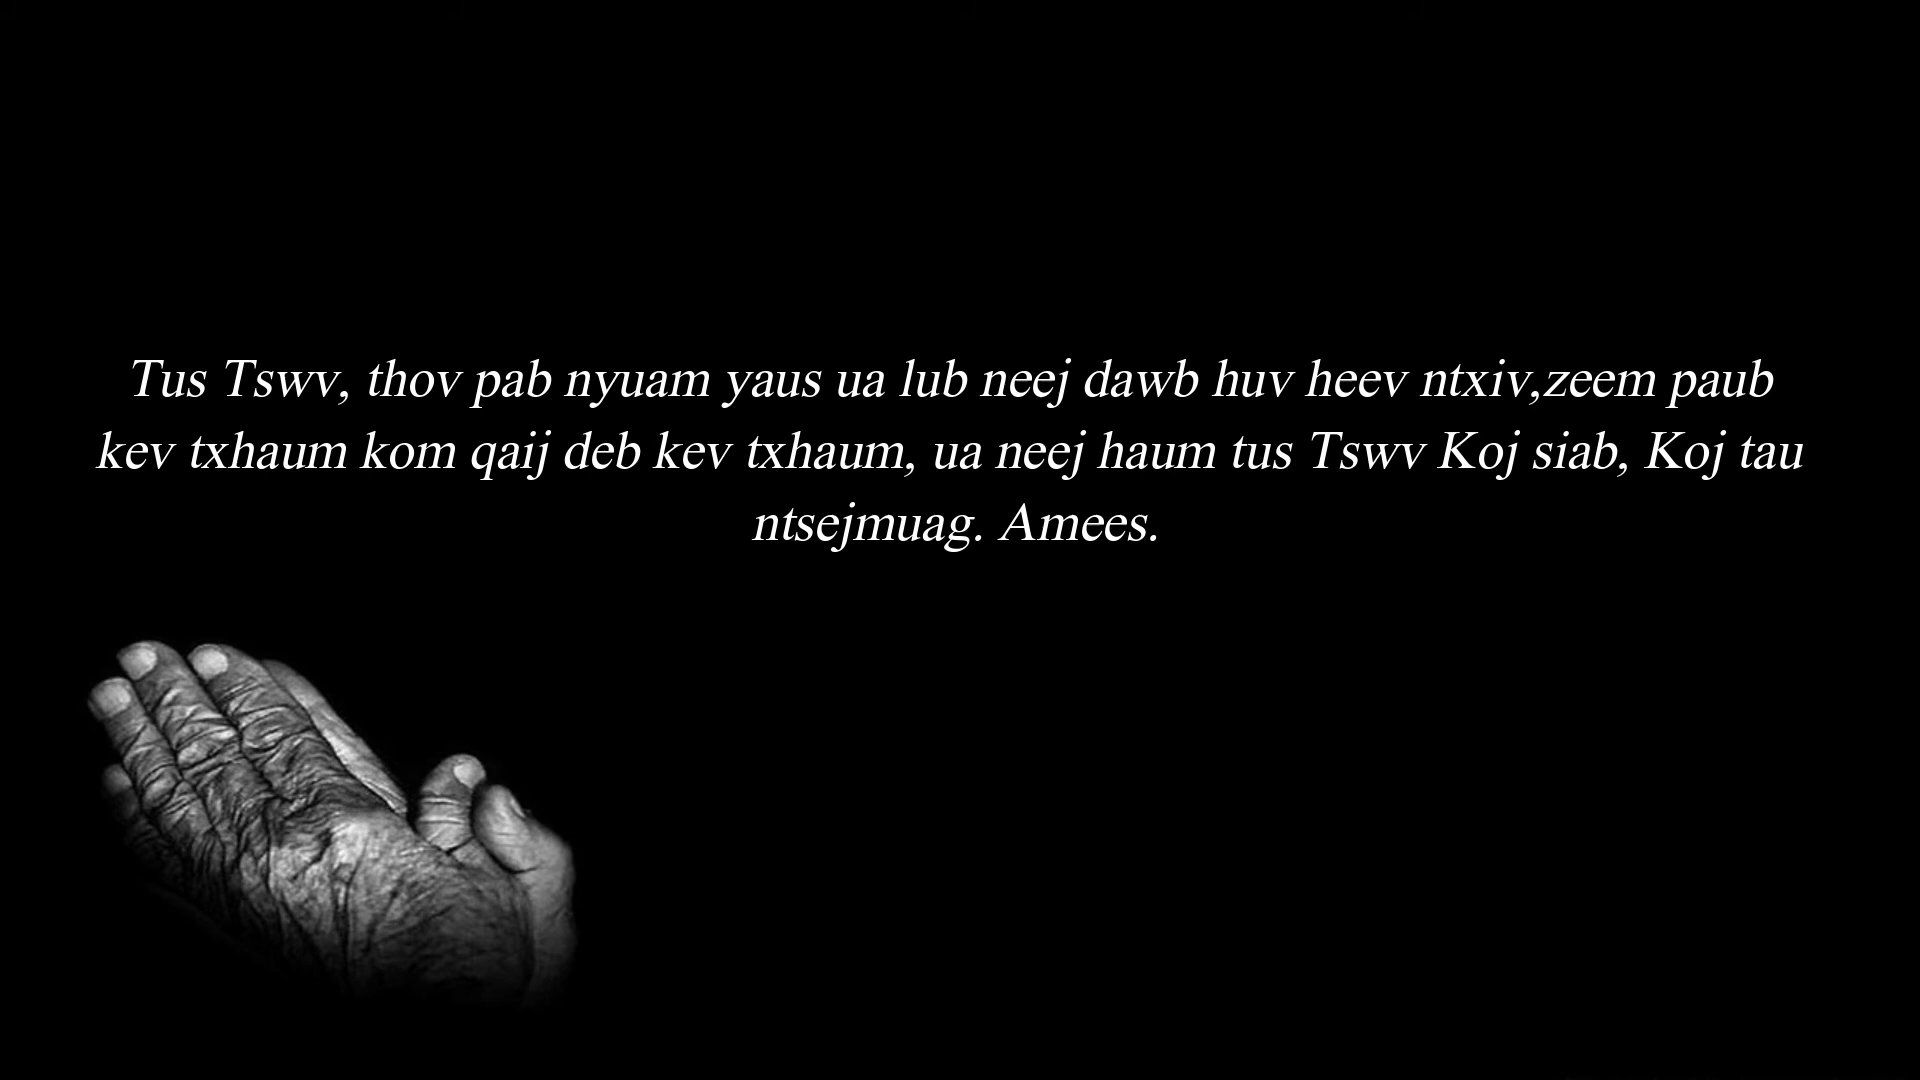 Tus Tswv, thov pab nyuam yaus ua lub neej dawb huv heev ntxiv,zeem paub
kev txhaum kom qaij deb kev txhaum, ua neej haum tus Tswv Koj siab, Koj tau
ntsejmuag. Amees.